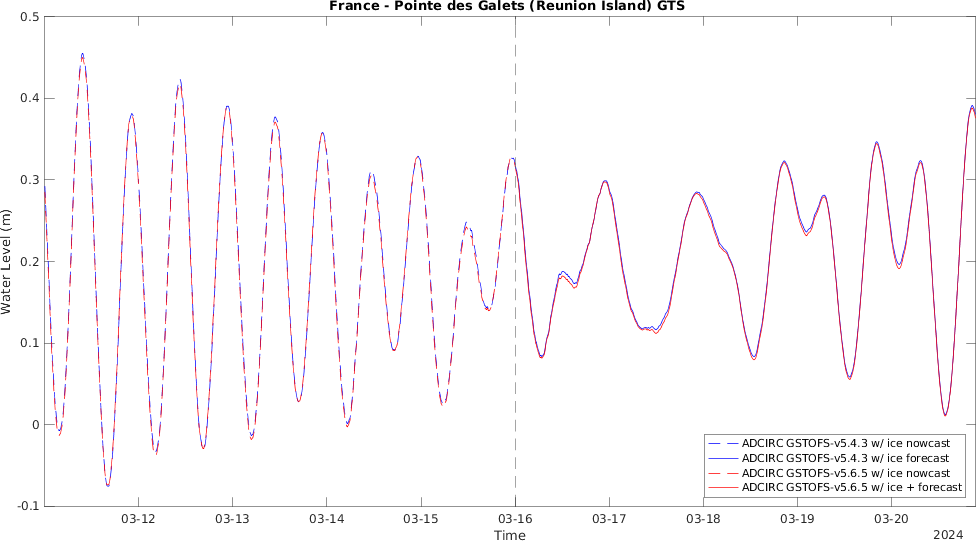 France - Pointe des Galets (Reunion Island) GTS
0.5
0.4
0.3
0.2
0.1
0
-0.1
Water Level (m)
03-12 03-13 03-14 03-15 03-16 03-17 03-18 03-19 03-20
Time
2024
ADCIRC GSTOFS-v5.4.3 w/ ice nowcast
ADCIRC GSTOFS-v5.4.3 w/ ice forecast
ADCIRC GSTOFS-v5.6.5 w/ ice nowcast
ADCIRC GSTOFS-v5.6.5 w/ ice + forecast